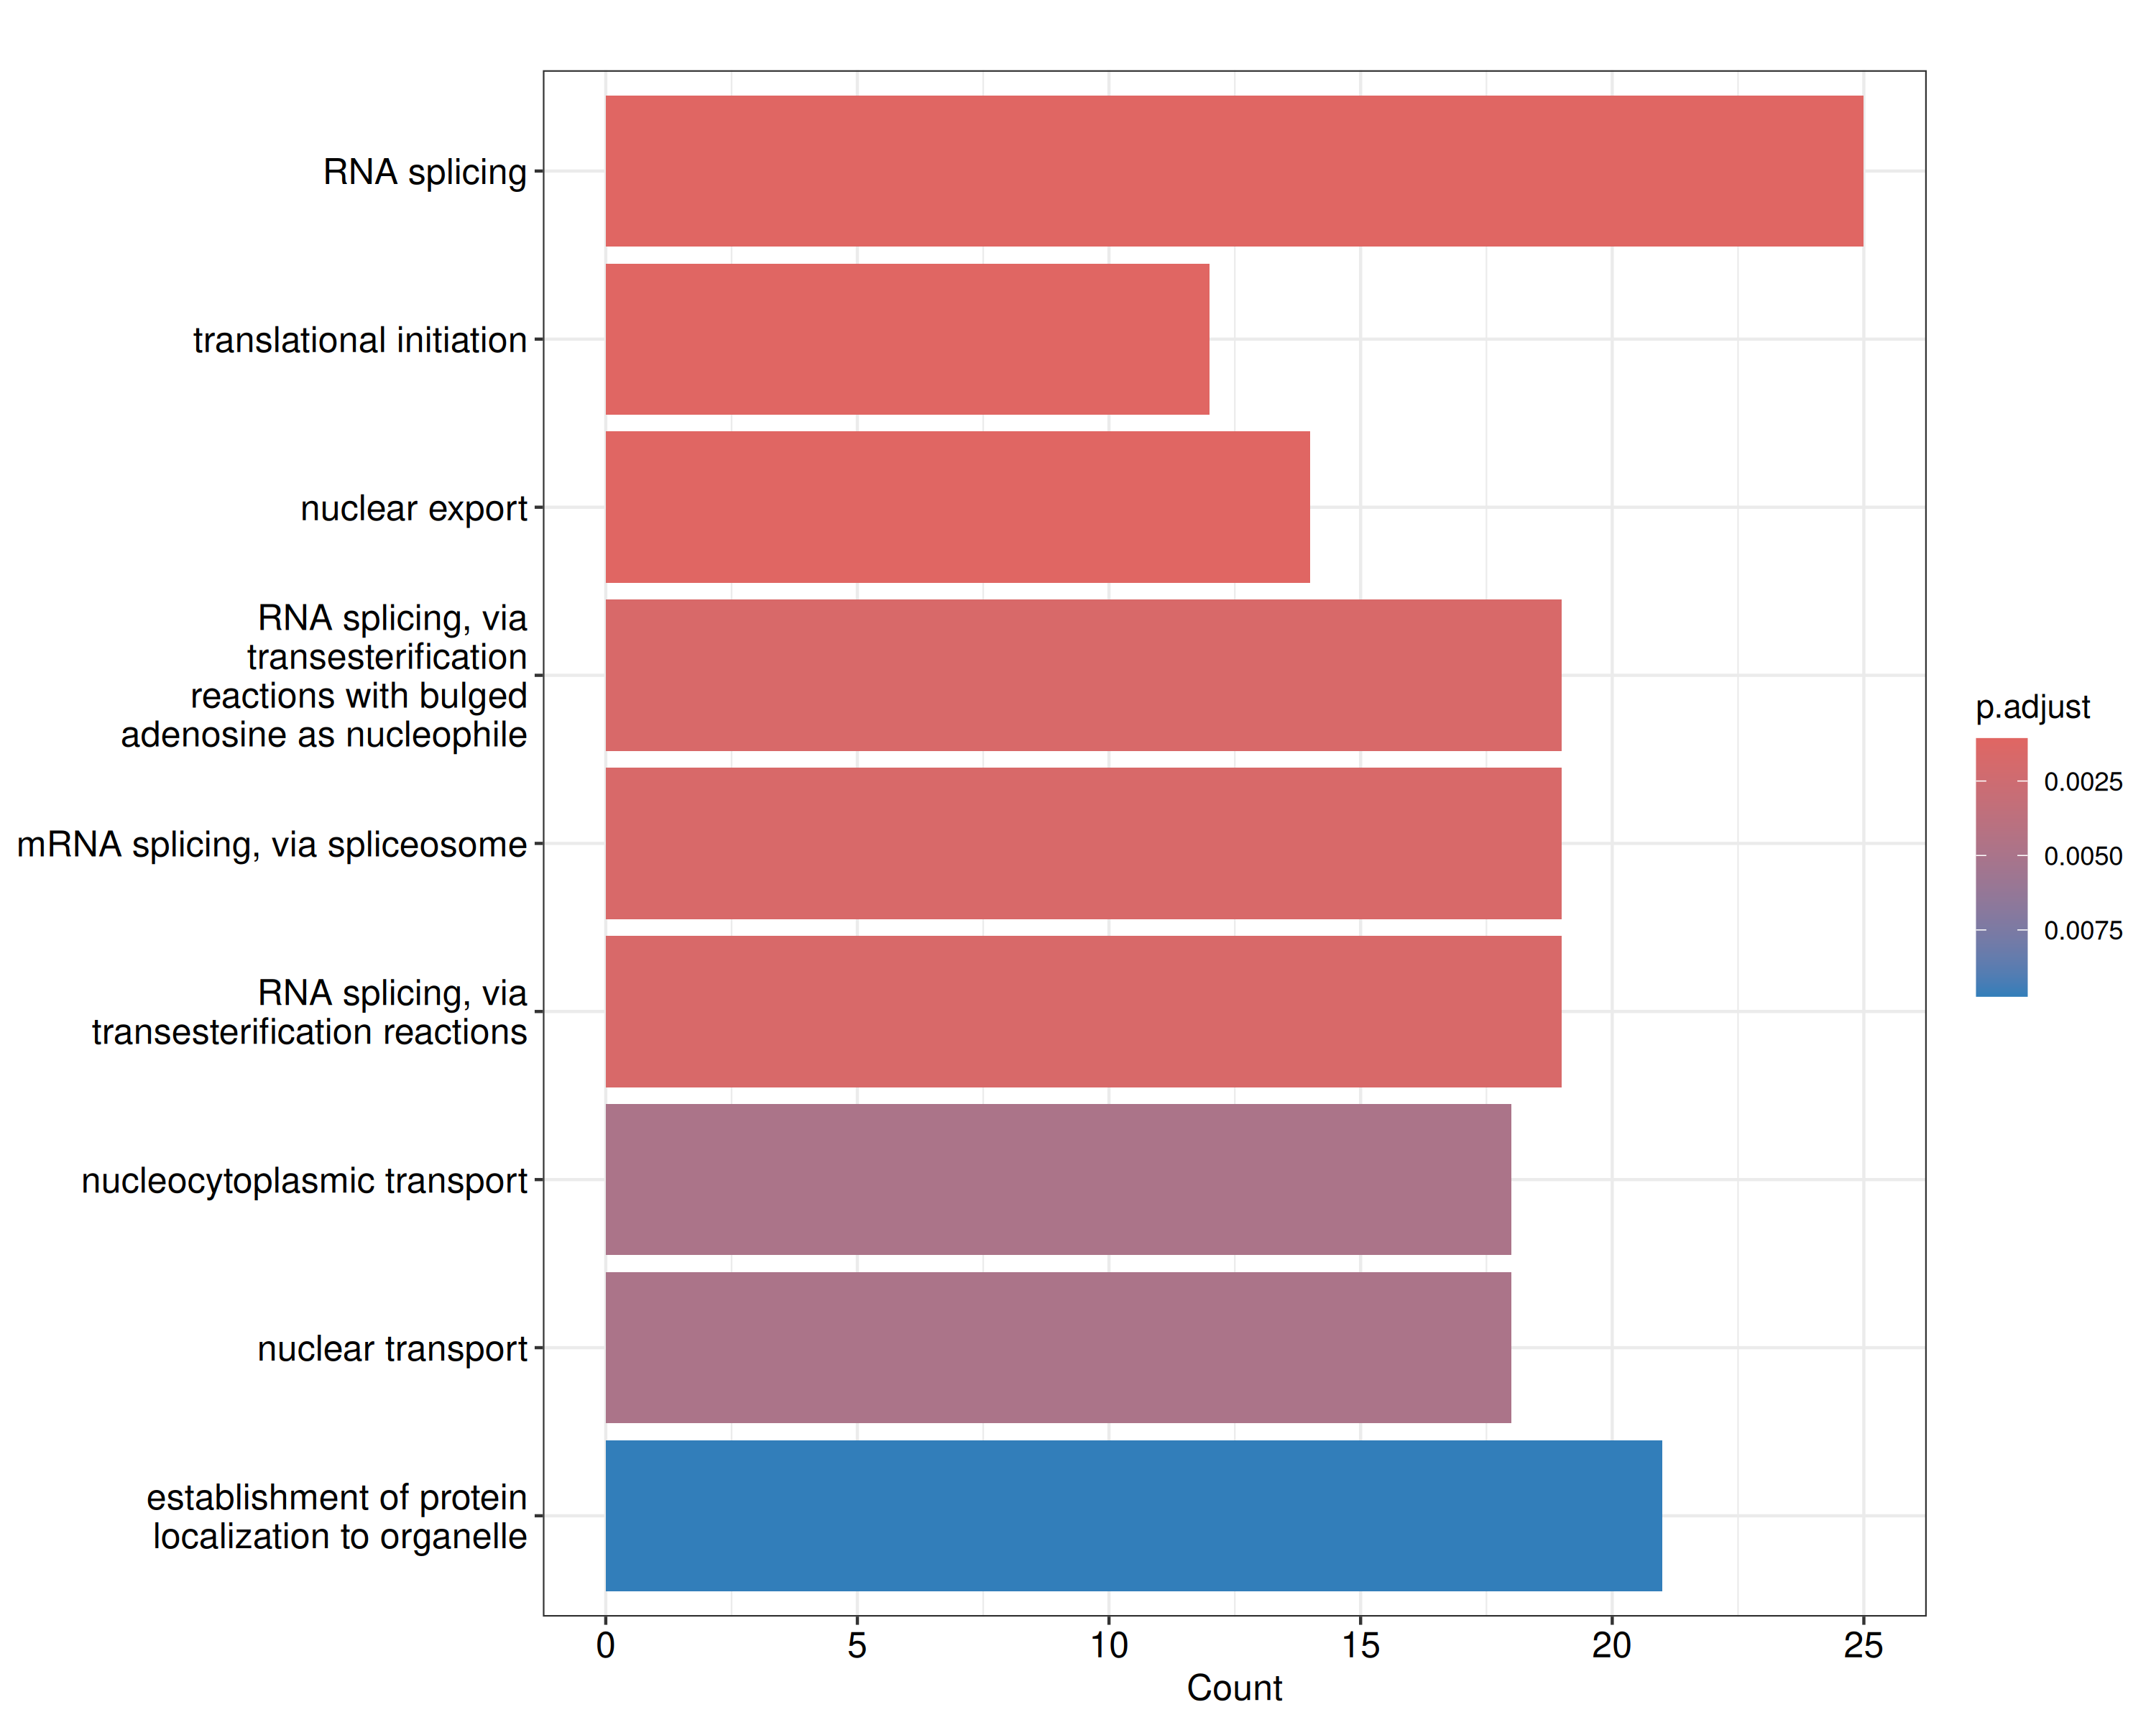 RNA splicing
translational initiation
nuclear export
RNA splicing, via
transesterification
reactions with bulged
adenosine as nucleophile
mRNA splicing, via spliceosome
RNA splicing, via
transesterification reactions
nucleocytoplasmic transport
nuclear transport
establishment of protein
localization to organelle
0 5 10 15 20 25
Count
p.adjust
0.0025
0.0050
0.0075